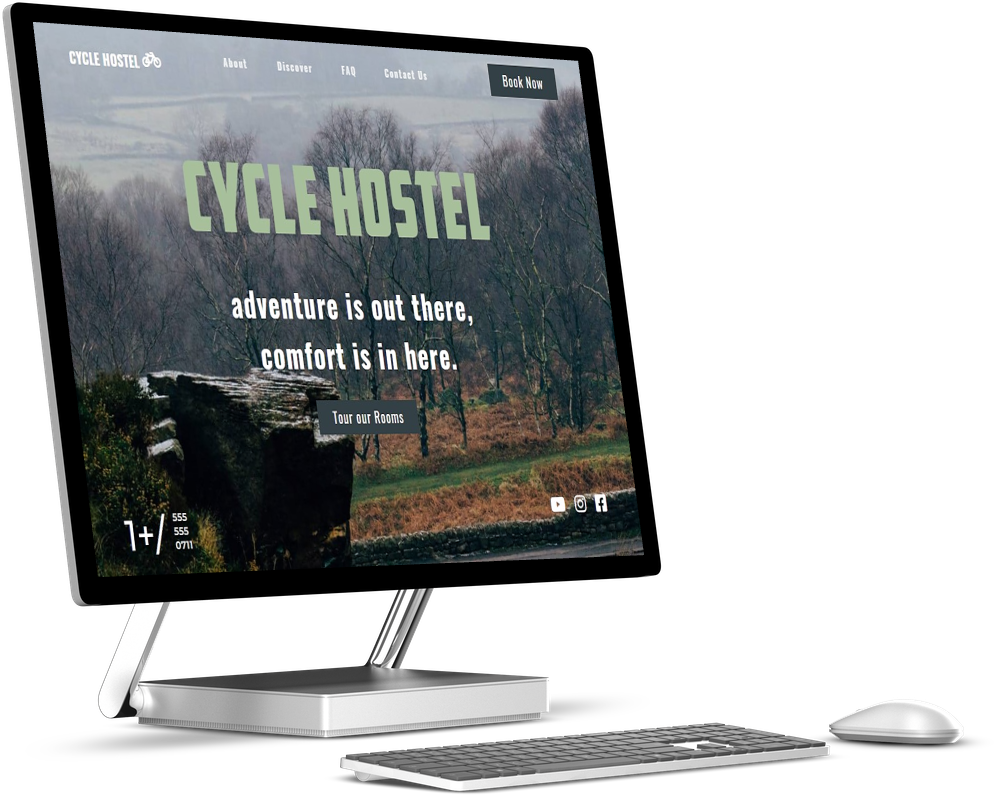 CYCLE HOSTEL
About
Discover
FAQ
Contact Us
Book Now
CYCLE HOSTEL
adventure is out there,
comfort is in here.
Tour our Rooms
1+/
555
555
0711